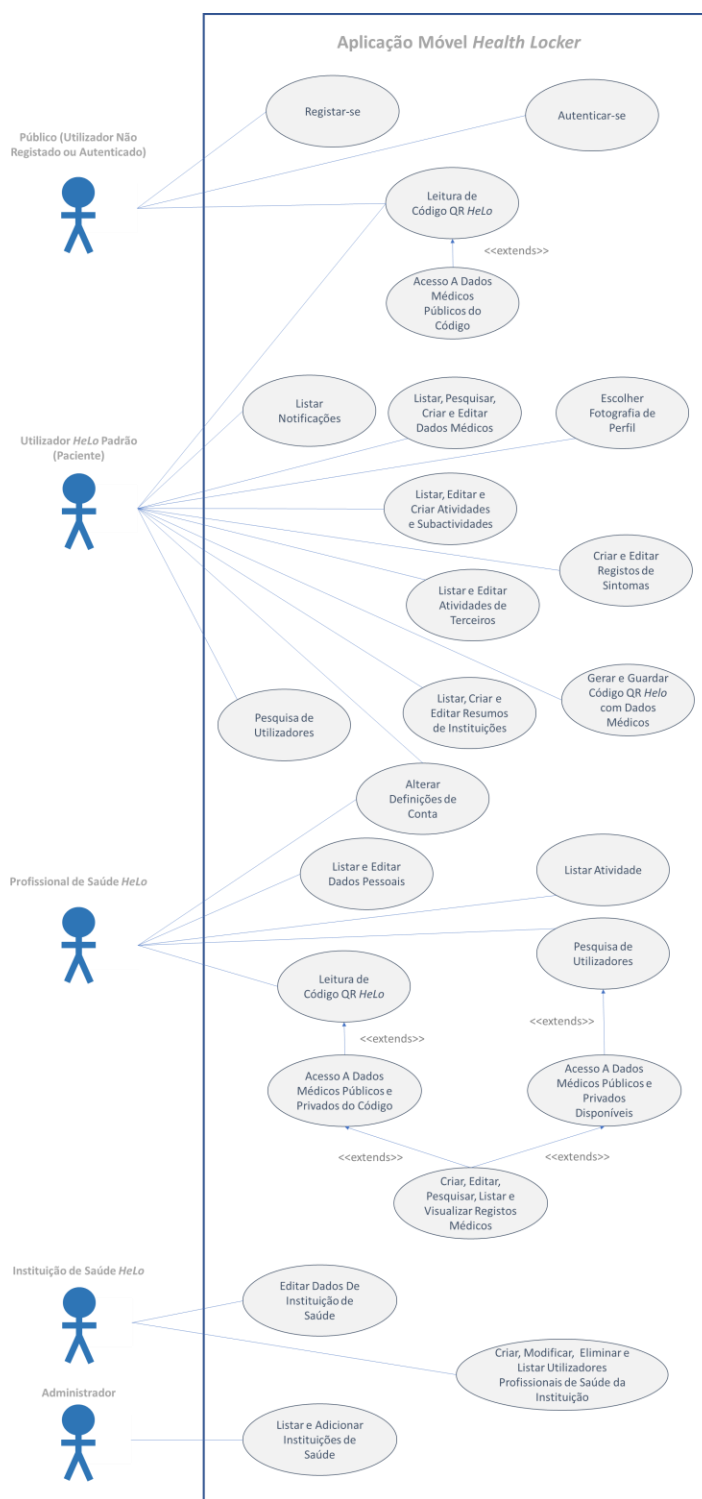 Aplicação Móvel Health Locker
Registar-se
Autenticar-se
Público (Utilizador Não
Registado ou Autenticado)
Leitura de
Código QR HeLo
<<extends>>
Acesso A Dados
Médicos
Públicos do
Código
Listar
Notificações
Listar, Pesquisar,
Criar e Editar
Dados Médicos
Escolher
Fotografia de
Perfil
Utilizador HeLo Padrão
(Paciente)
Listar, Editar e
Criar Atividades
e Subactividades
Criar e Editar
Registos de
Sintomas
Listar e Editar
Atividades de
Terceiros
Gerar e Guardar
Código QR Helo
com Dados
Médicos
Pesquisa de
Utilizadores
Listar, Criar e
Editar Resumos
de Instituições
Alterar
Definições de
Conta
Profissional de Saúde HeLo
Listar e Editar
Dados Pessoais
Listar Atividade
Pesquisa de
Utilizadores
Leitura de
Código QR HeLo
<<extends>>
<<extends>>
Acesso A Dados
Médicos Públicos e
Privados do Código
Acesso A Dados
Médicos Públicos e
Privados
Disponíveis
<<extends>>
<<extends>>
Criar, Editar,
Pesquisar, Listar e
Visualizar Registos
Médicos
Instituição de Saúde HeLo
Editar Dados De
Instituição de
Saúde
Criar, Modificar, Eliminar e
Listar Utilizadores
Profissionais de Saúde da
Instituição
Administrador
Listar e Adicionar
Instituições de
Saúde